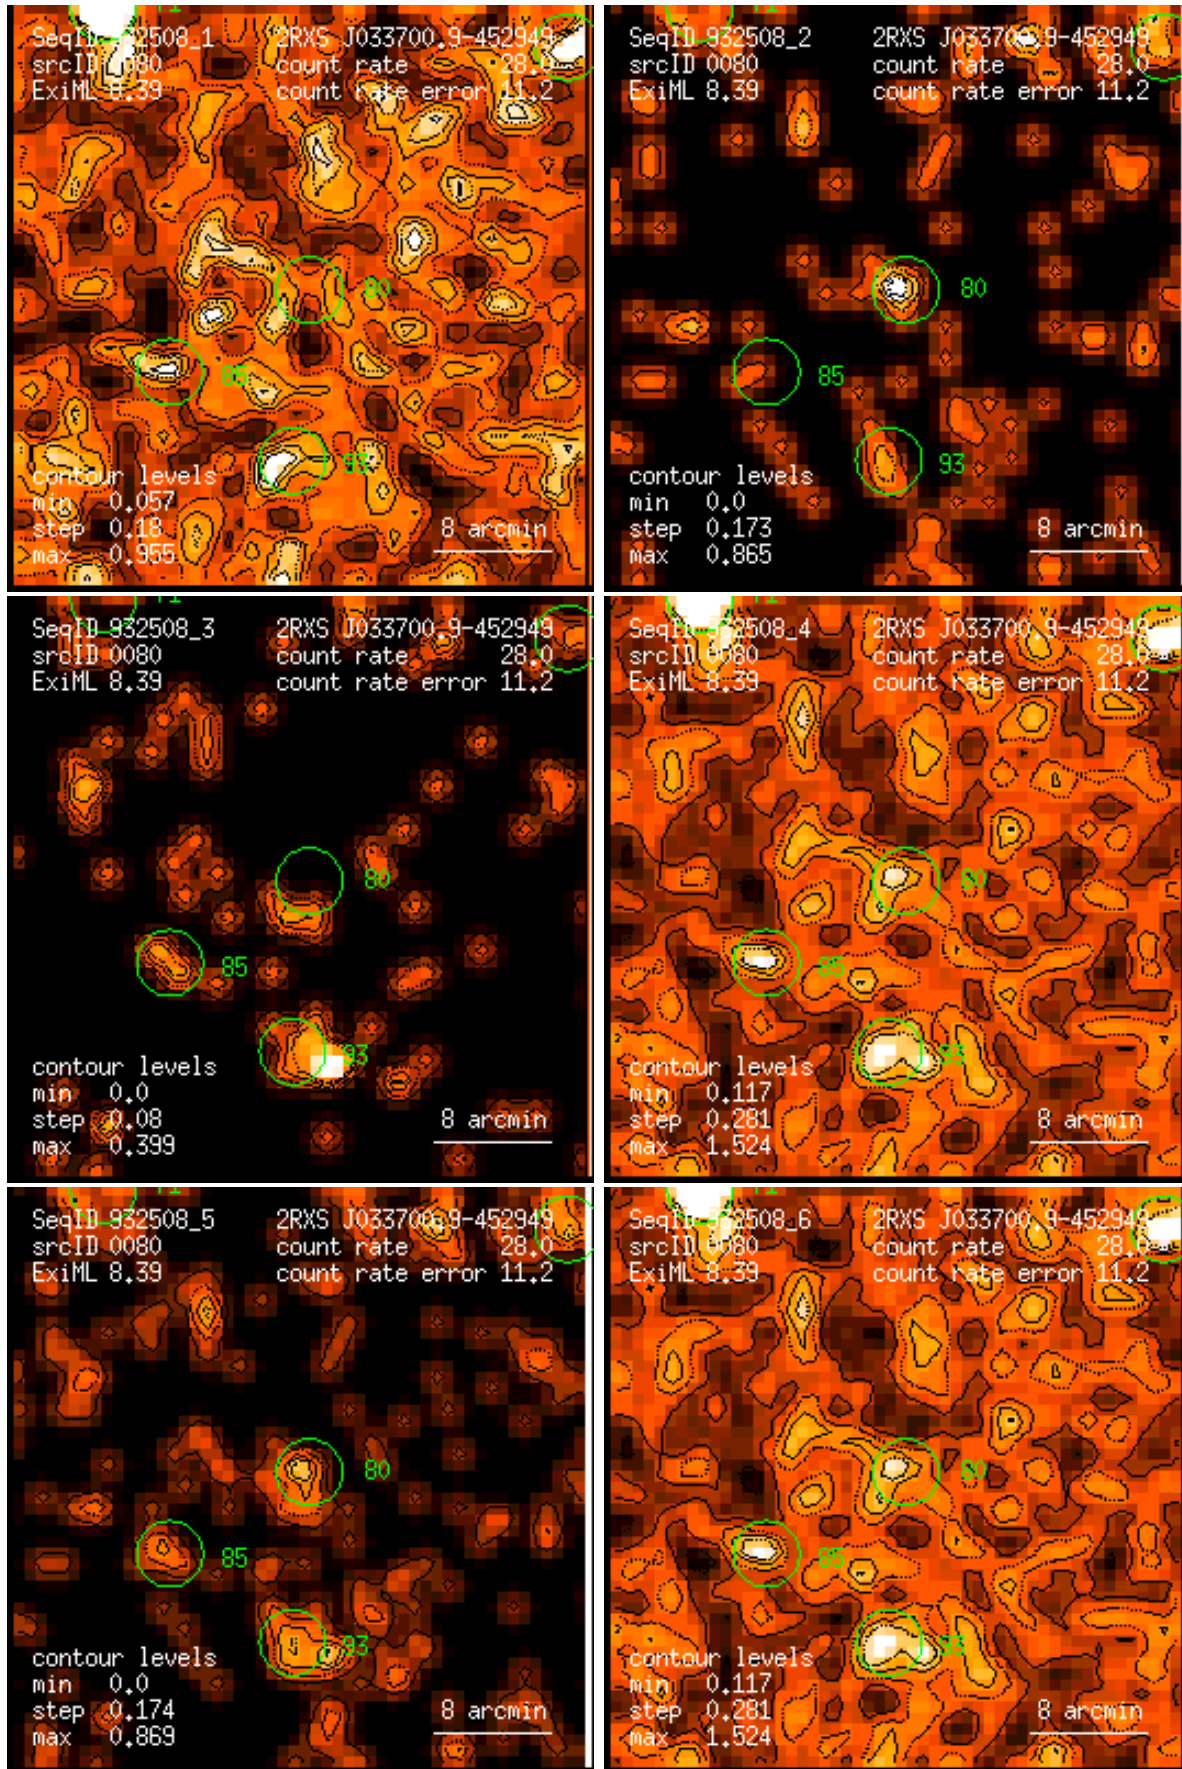 71
SeqID 932508_1 2RXS J033700.9-452949
srcID 0080 count rate 28.0
ExiML 8.39 count rate error 11.2
80
85
93
contour levels
min 0.057
step 0.18 8 arcmin
max 0.955
71
SeqID 932508_2 2RXS J033700.9-452949
srcID 0080 count rate 28.0
ExiML 8.39 count rate error 11.2
80
85
93
contour levels
min 0.0
step 0.173 8 arcmin
max 0.865
71
SeqID 932508_3 2RXS J033700.9-452949
srcID 0080 count rate 28.0
ExiML 8.39 count rate error 11.2
80
85
93
contour levels
min 0.0
step 0.08 8 arcmin
max 0.399
71
SeqID 932508_4 2RXS J033700.9-452949
srcID 0080 count rate 28.0
ExiML 8.39 count rate error 11.2
80
85
93
contour levels
min 0.117
step 0.281 8 arcmin
max 1.524
71
SeqID 932508_5 2RXS J033700.9-452949
srcID 0080 count rate 28.0
ExiML 8.39 count rate error 11.2
80
85
93
contour levels
min 0.0
step 0.174 8 arcmin
max 0.869
71
SeqID 932508_6 2RXS J033700.9-452949
srcID 0080 count rate 28.0
ExiML 8.39 count rate error 11.2
80
85
93
contour levels
min 0.117
step 0.281 8 arcmin
max 1.524